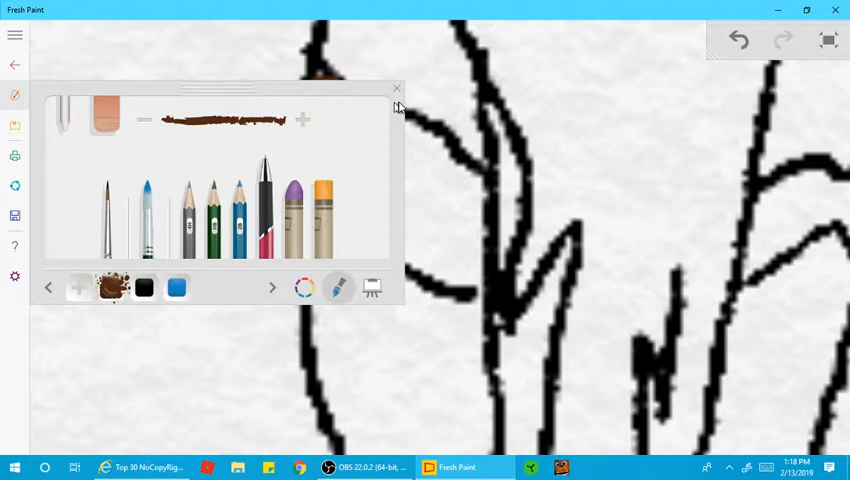 Fresh Paint
Top 30 NoCopyRig...
OBS 22.0.2 (64-bit, ...
Fresh Paint
1:18 PM
2/13/2019